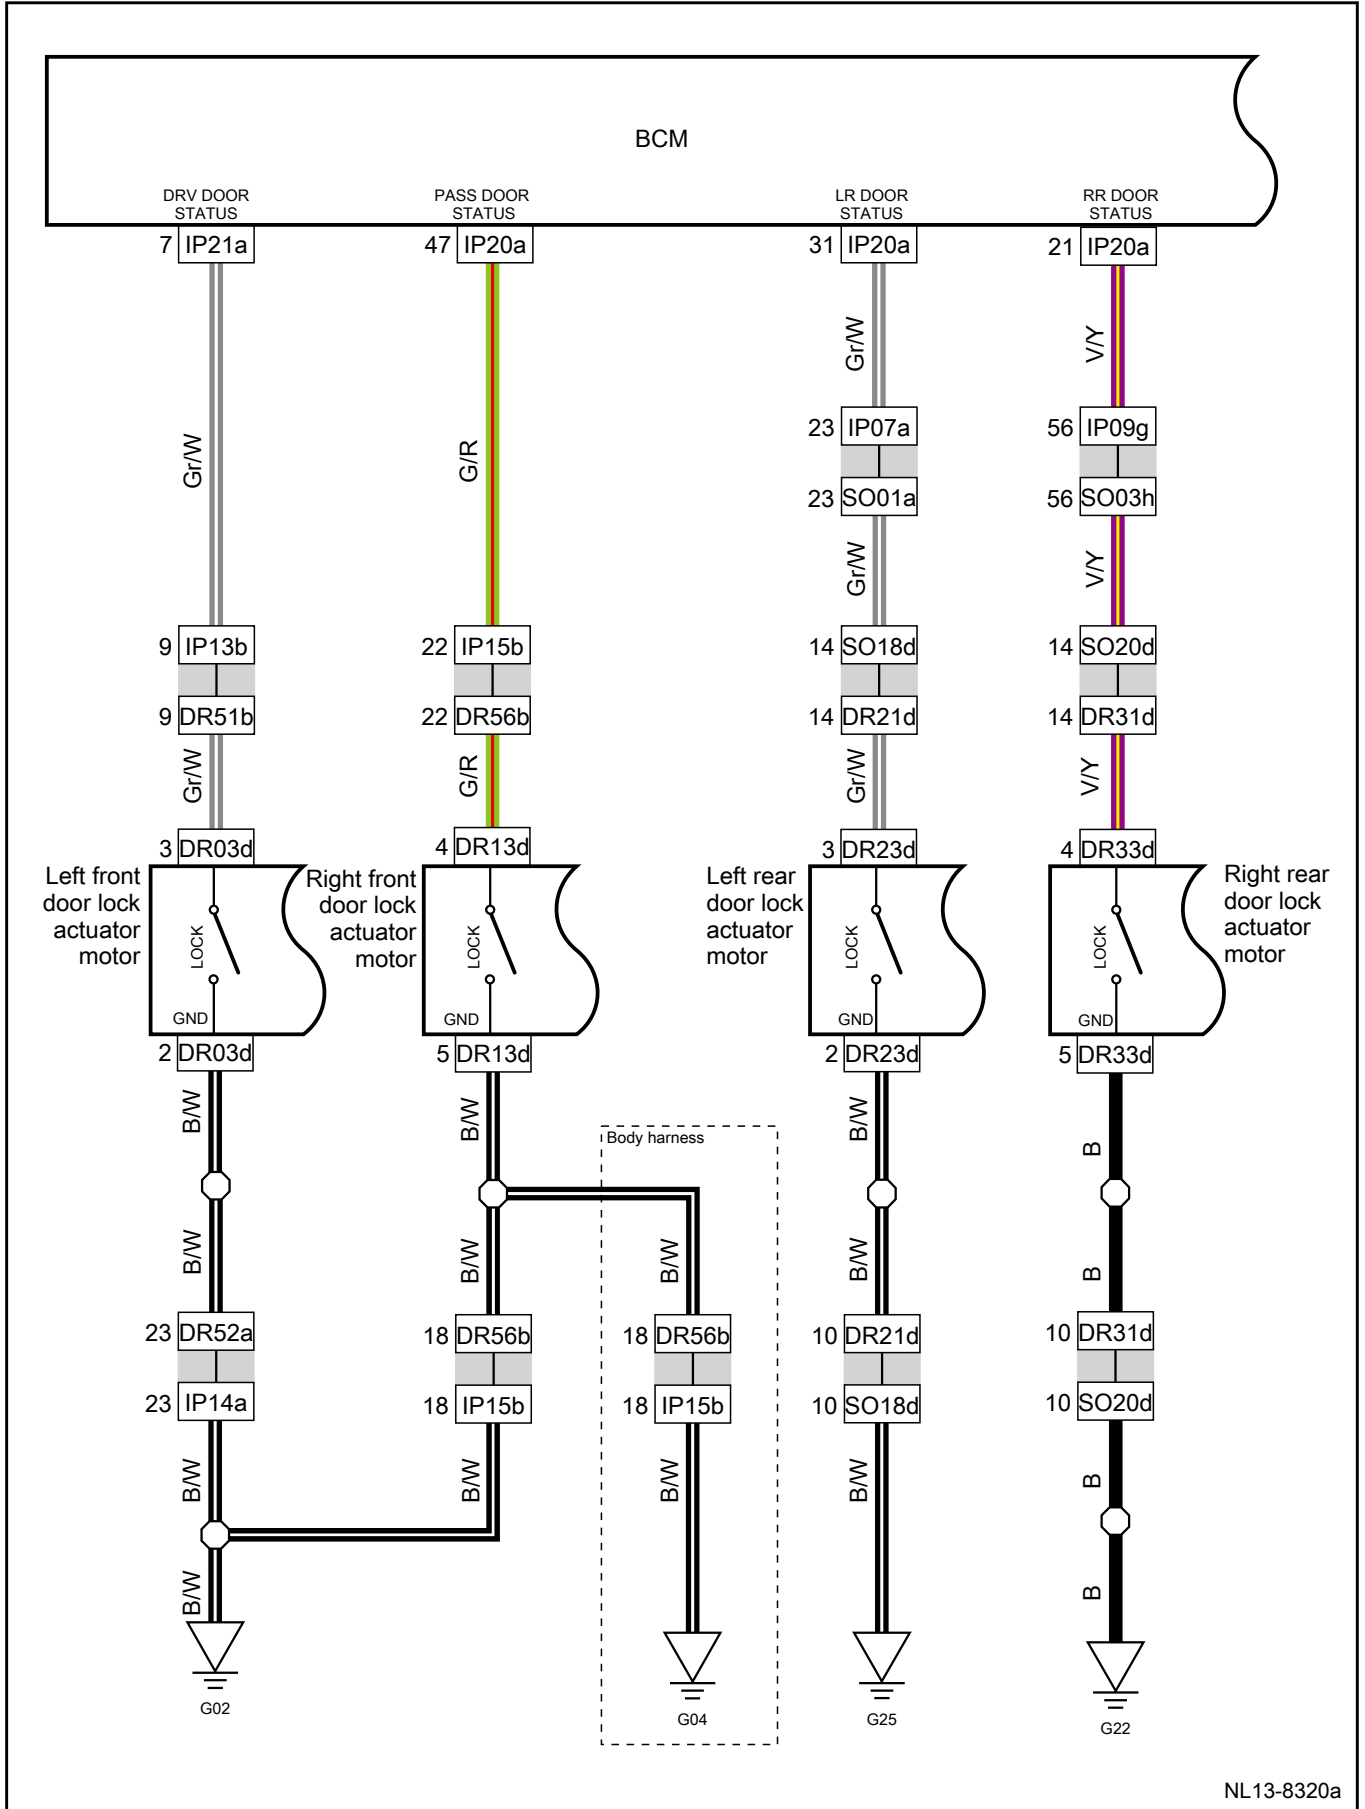 BCM
DRV DOOR
STATUS
PASS DOOR
STATUS
LR DOOR
STATUS
RR DOOR
STATUS
7 IP21a
47 IP20a
31 IP20a
21 IP20a
Gr/W
G/R
Gr/W
V/Y
23 IP07a
56 IP09g
23 SO01a
56 SO03h
Gr/W
V/Y
9 IP13b
22 IP15b
14 SO18d
14 SO20d
9 DR51b
22 DR56b
14 DR21d
14 DR31d
Gr/W
G/R
Gr/W
V/Y
3 DR03d
4 DR13d
3 DR23d
4 DR33d
Left front
door lock
actuator
motor
LOCK
GND
Right front
door lock
actuator
motor
LOCK
GND
Left rear
door lock
actuator
motor
LOCK
GND
Right rear
door lock
actuator
motor
LOCK
GND
2 DR03d
5 DR13d
2 DR23d
5 DR33d
B/W
B/W
B/W
B
Body harness
B/W
B/W
B/W
B/W
B
23 DR52a
18 DR56b
18 DR56b
10 DR21d
10 DR31d
23 IP14a
18 IP15b
18 IP15b
10 SO18d
10 SO20d
B/W
B/W
B/W
B/W
B
B/W
B
G02
G04
G25
G22
NL13-8320a